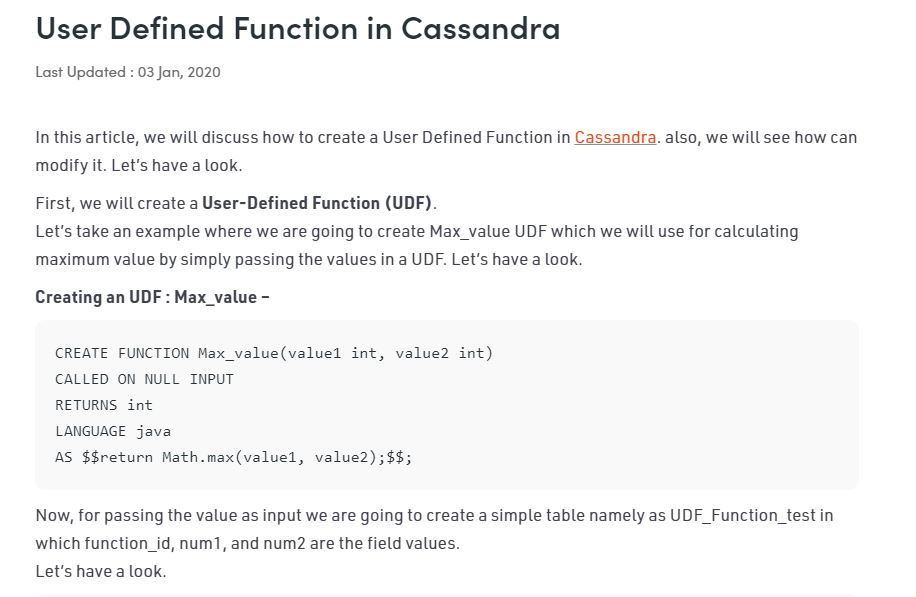 User Defined Function in Cassandra
Last Updated : 03 Jan, 2020
In this article, we will discuss how to create a User Defined Function in Cassandra. also, we will see how can
modify it. Let's have a look.
First, we will create a User-Defined Function (UDF).
Let's take an example where we are going to create Max_value UDF which we will use for calculating
maximum value by simply passing the values in a UDF. Let's have a look.
Creating an UDF : Max_value –
CREATE FUNCTION Max_value(value1 int, value2 int)
CALLED ON NULL INPUT
RETURNS int
LANGUAGE java
AS $$return Math.max(value1, value2);$$;
Now, for passing the value as input we are going to create a simple table namely as UDF_Function_test in
which function_id, num1, and num2 are the field values.
Let's have a look.